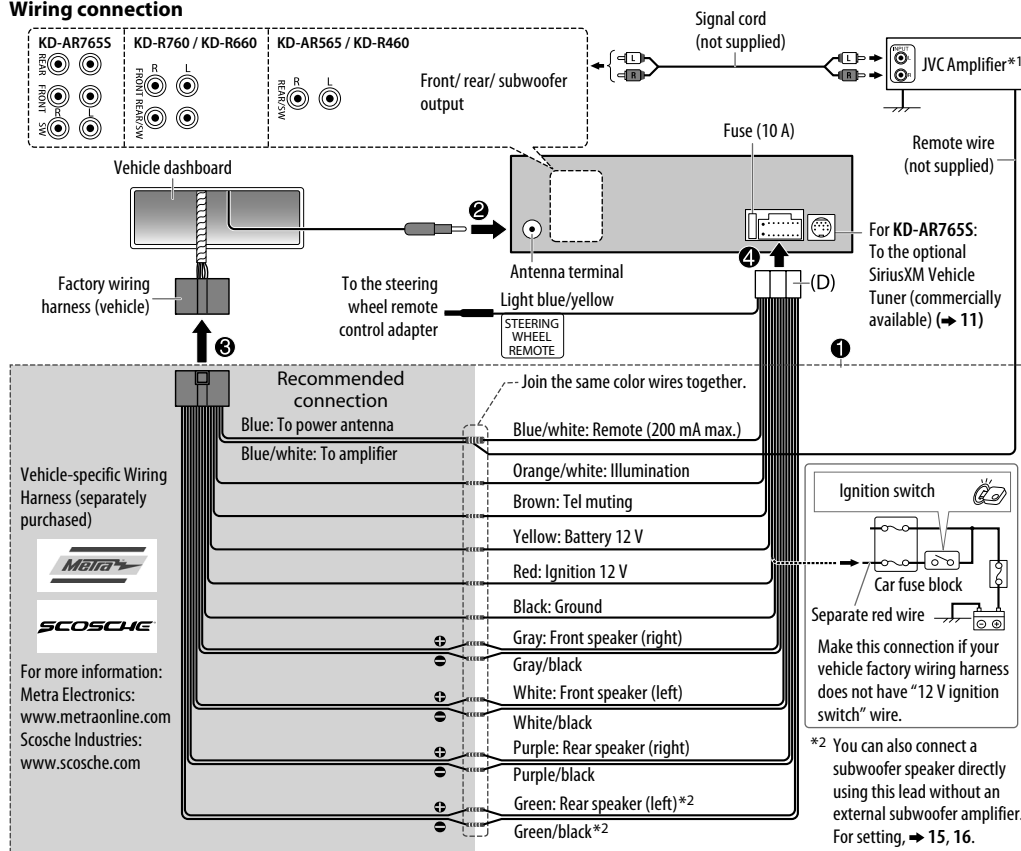 Wiring connection
KD-AR765S
KD-R760 / KD-R660
KD-AR565 / KD-R460
REAR
FRONT
R
L
SW
R
L
FRONT
REAR/SW
R
L
REAR/SW
Front/ rear/ subwoofer
output
Signal cord
(not supplied)
L
R
L
R
INPUT
L
R
JVC Amplifier*1
Remote wire
(not supplied)
Fuse (10 A)
Vehicle dashboard
2
Antenna terminal
4
For KD-AR765S:
To the optional
SiriusXM Vehicle
Tuner (commercially
available) (➜ 11)
(D)
Factory wiring
harness (vehicle)
To the steering
wheel remote
control adapter
Light blue/yellow
STEERING
WHEEL
REMOTE
3
1
Recommended
connection
Join the same color wires together.
Blue: To power antenna
Blue/white: To amplifier
Blue/white: Remote (200 mA max.)
Orange/white: Illumination
Brown: Tel muting
Yellow: Battery 12 V
Red: Ignition 12 V
Black: Ground
Gray: Front speaker (right)
Gray/black
White: Front speaker (left)
White/black
Purple: Rear speaker (right)
Purple/black
Green: Rear speaker (left)*2
Green/black*2
Vehicle-specific Wiring
Harness (separately
purchased)
Metra
SCOSCHE
For more information:
Metra Electronics:
www.metraonline.com
Scosche Industries:
www.scosche.com
Ignition switch
Car fuse block
Separate red wire
Make this connection if your
vehicle factory wiring harness
does not have “12 V ignition
switch” wire.
*2 You can also connect a
subwoofer speaker directly
using this lead without an
external subwoofer amplifier.
For setting, ➜ 15, 16.